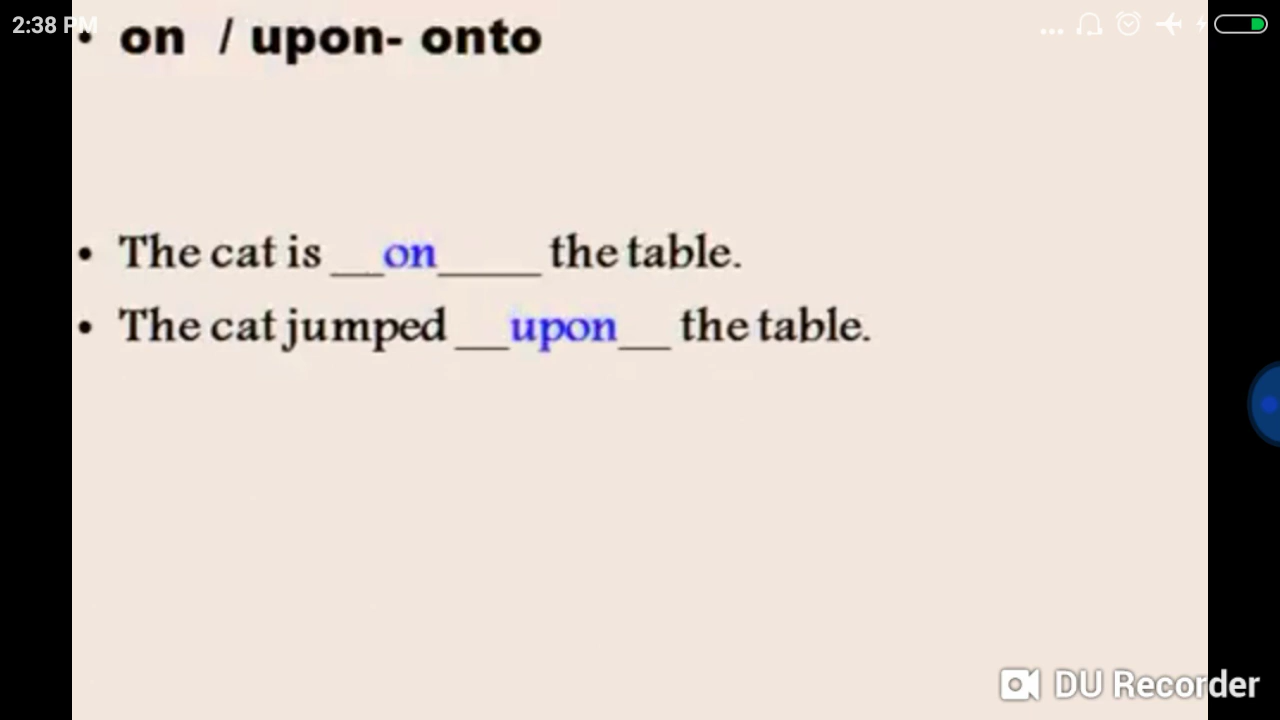 2:38 PM
• on / upon- onto
• The cat is __on____ the table.
• The cat jumped __upon__ the table.
DU Recorder